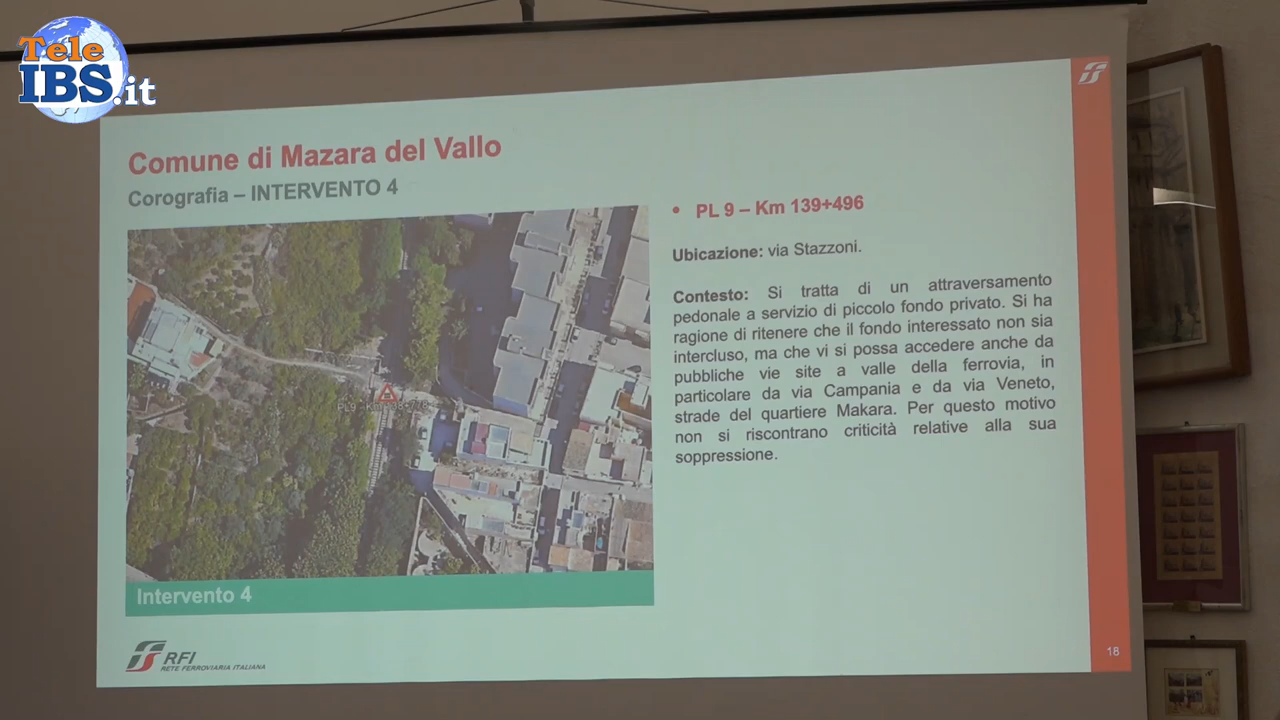 Tele
IBS.it
Comune di Mazara del Vallo
Corografia – INTERVENTO 4
• PL 9 – Km 139+496
Ubicazione: via Stazzoni.
Contesto: Si tratta di un attraversamento
pedonale a servizio di piccolo fondo privato. Si ha
ragione di ritenere che il fondo interessato non sia
intercluso, ma che vi si possa accedere anche da
pubbliche vie site a valle della ferrovia, in
particolare da via Campania e da via Veneto,
strade del quartiere Makara. Per questo motivo
non si riscontrano criticità relative alla sua
soppressione.
Intervento 4
RFI
RETE FERROVIARIA ITALIANA
18